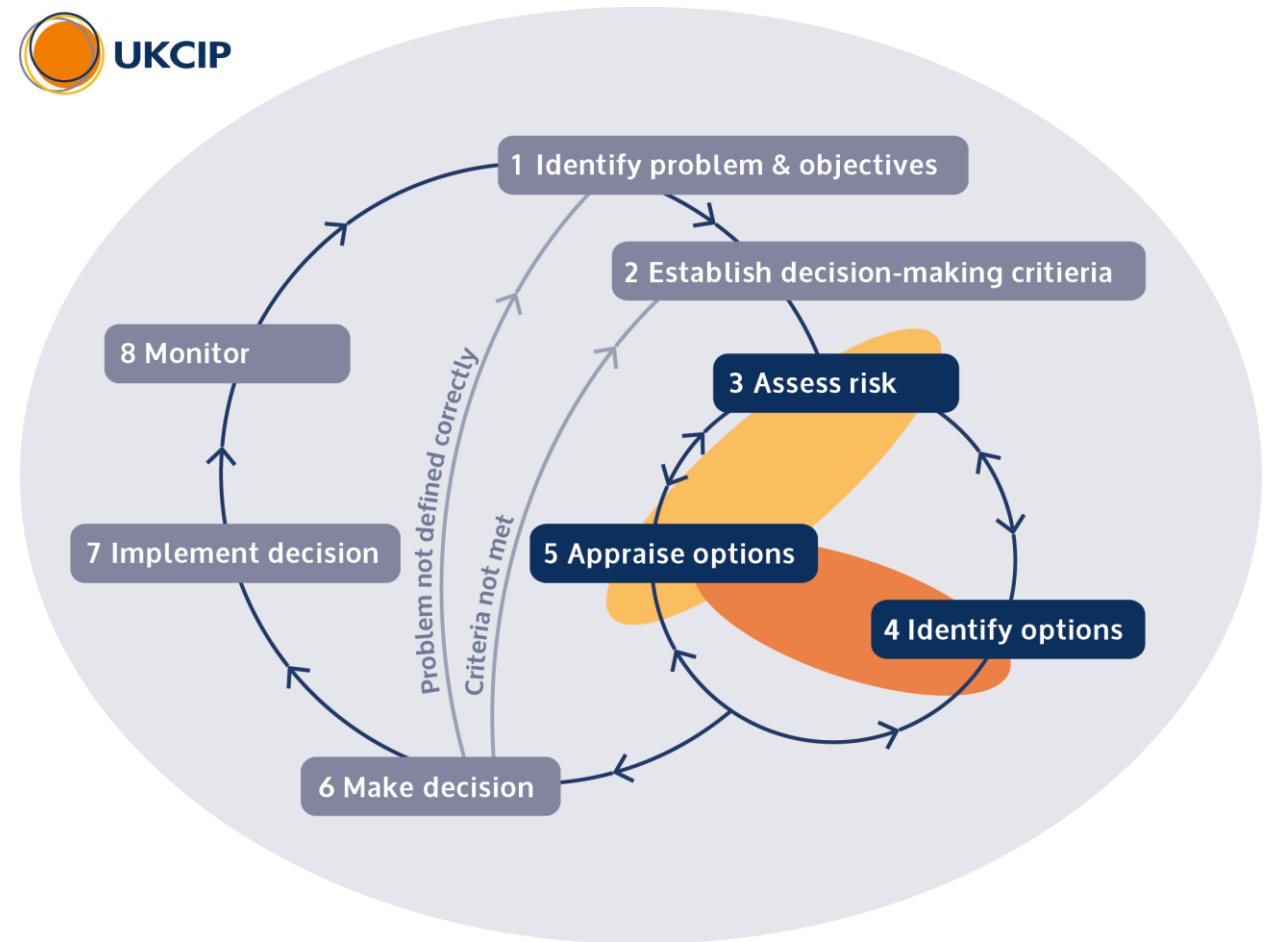 UKCIP
1 Identify problem & objectives
2 Establish decision-making critieria
3 Assess risk
4 Identify options
5 Appraise options
6 Make decision
7 Implement decision
8 Monitor
Problem not defined correctly
Criteria not met